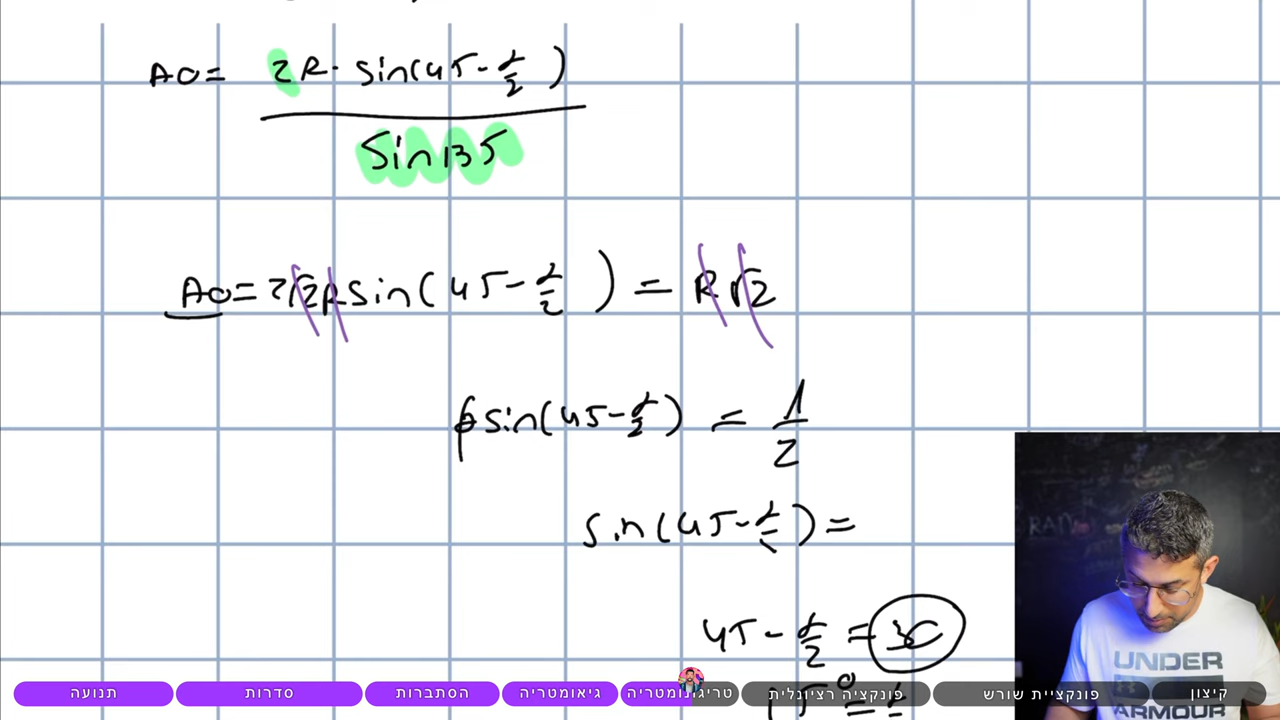 AO = 2R · sin(45 - α/2)
sin135
AO = 2√2R sin(45 - α/2) = R√2
sin(45 - α/2) = 1/2
sin(45 - α/2) =
45 - α/2 = 30
UNDER
ARMOUR
תנועה סדרות הסתברות גיאומטריה טריגונומטריה פונקציה רציונלית פונקציית שורש קיצון